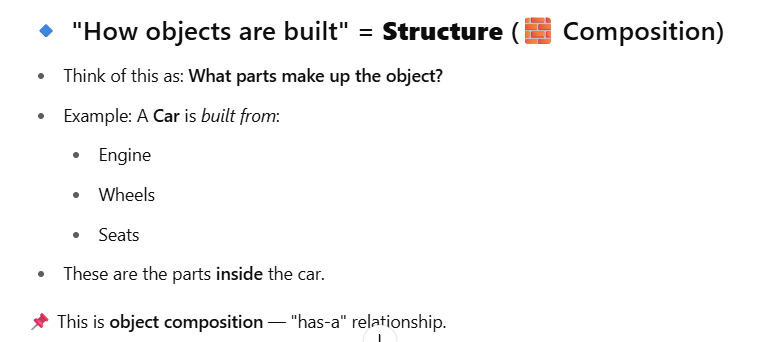 "How objects are built" = Structure (🧱 Composition)
Think of this as: What parts make up the object?
Example: A Car is built from:
Engine
Wheels
Seats
These are the parts inside the car.
📌 This is object composition — "has-a" relationship.